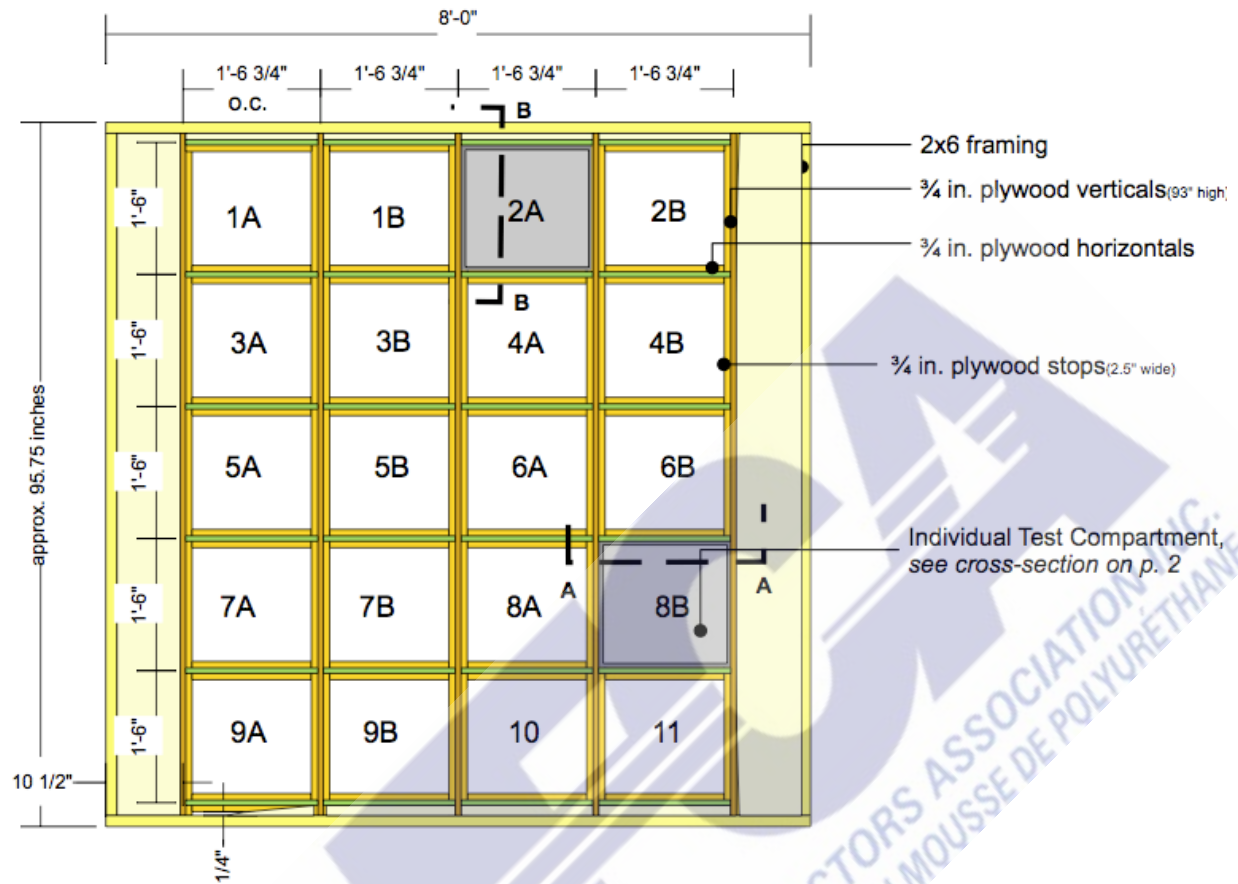 8'-0"
1'-6 3/4" 1'-6 3/4" 1'-6 3/4" 1'-6 3/4"
o.c.
B
2x6 framing
¾ in. plywood verticals(93" high)
¾ in. plywood horizontals
¾ in. plywood stops(2.5" wide)
Individual Test Compartment,
see cross-section on p. 2
1'-6"
1A 1B 2A 2B
B
1'-6"
3A 3B 4A 4B
approx. 95.75 inches
1'-6"
5A 5B 6A 6B
A A
1'-6"
7A 7B 8A 8B
1'-6"
9A 9B 10 11
10 1/2"
1/4"
CTORS ASSOCIATION INC.
MOUSSE DE POLYURÉTHANE